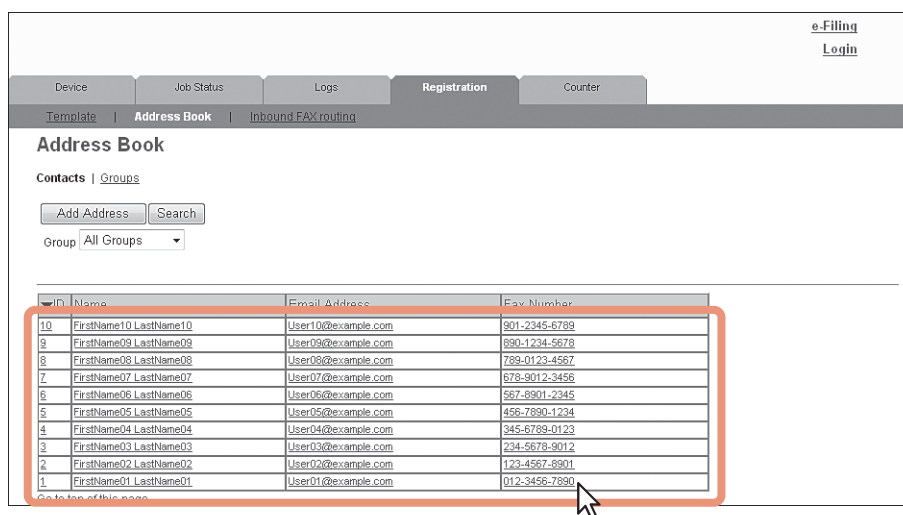 e-Filing
Login
Device Job Status Logs Registration Counter
Template | Address Book | Inbound FAX routing
Address Book
Contacts | Groups
Add Address Search
Group All Groups
ID Name Email Address Fax Number
10 FirstName10 LastName10 User10@example.com 901-2345-6789
9 FirstName09 LastName09 User09@example.com 890-1234-5678
8 FirstName08 LastName08 User08@example.com 789-0123-4567
7 FirstName07 LastName07 User07@example.com 678-9012-3456
6 FirstName06 LastName06 User06@example.com 567-8901-2345
5 FirstName05 LastName05 User05@example.com 456-7890-1234
4 FirstName04 LastName04 User04@example.com 345-6789-0123
3 FirstName03 LastName03 User03@example.com 234-5678-9012
2 FirstName02 LastName02 User02@example.com 123-4567-8901
1 FirstName01 LastName01 User01@example.com 012-3456-7890
Go to top of this page